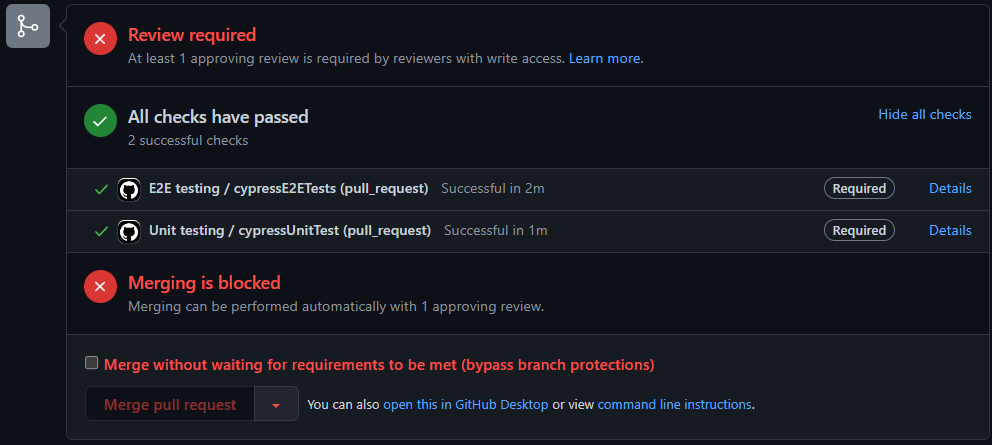 Review required
At least 1 approving review is required by reviewers with write access. Learn more.
All checks have passed
Hide all checks
2 successful checks
E2E testing / cypressE2ETests (pull_request) Successful in 2m Required Details
Unit testing / cypressUnitTest (pull_request) Successful in 1m Required Details
Merging is blocked
Merging can be performed automatically with 1 approving review.
Merge without waiting for requirements to be met (bypass branch protections)
Merge pull request You can also open this in GitHub Desktop or view command line instructions.